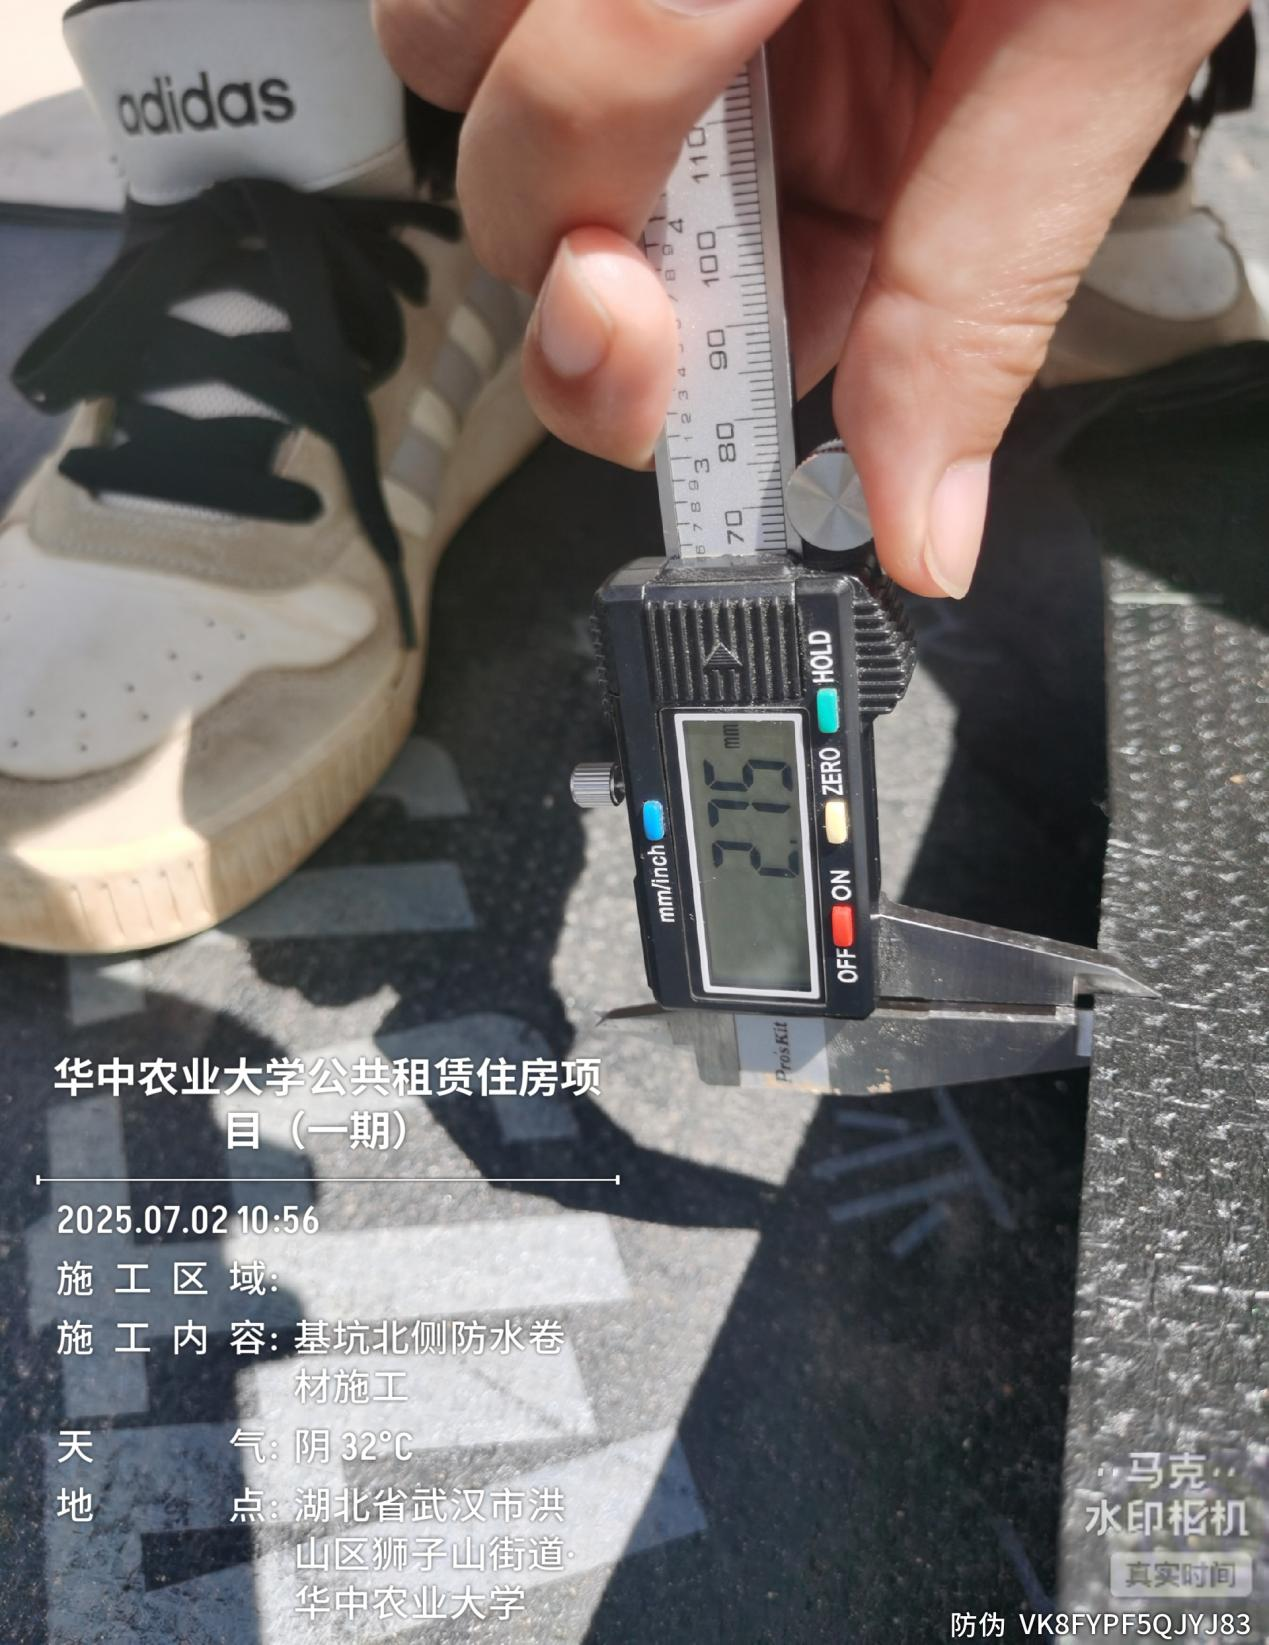 adidas
110
4
100
90
80
3
70
HOLD
mm
ZERO
2.75
mm/inch
ON
OFF
Pro'sKit
华中农业大学公共租赁住房项
目（一期）
2025.07.02 10:56
施工区域:
施工内容: 基坑北侧防水卷
材施工
天气: 阴 32°C
地点: 湖北省武汉市洪
山区狮子山街道·
华中农业大学
马克
水印相机
真实时间
防伪 VK8FYPF5QJYJ83